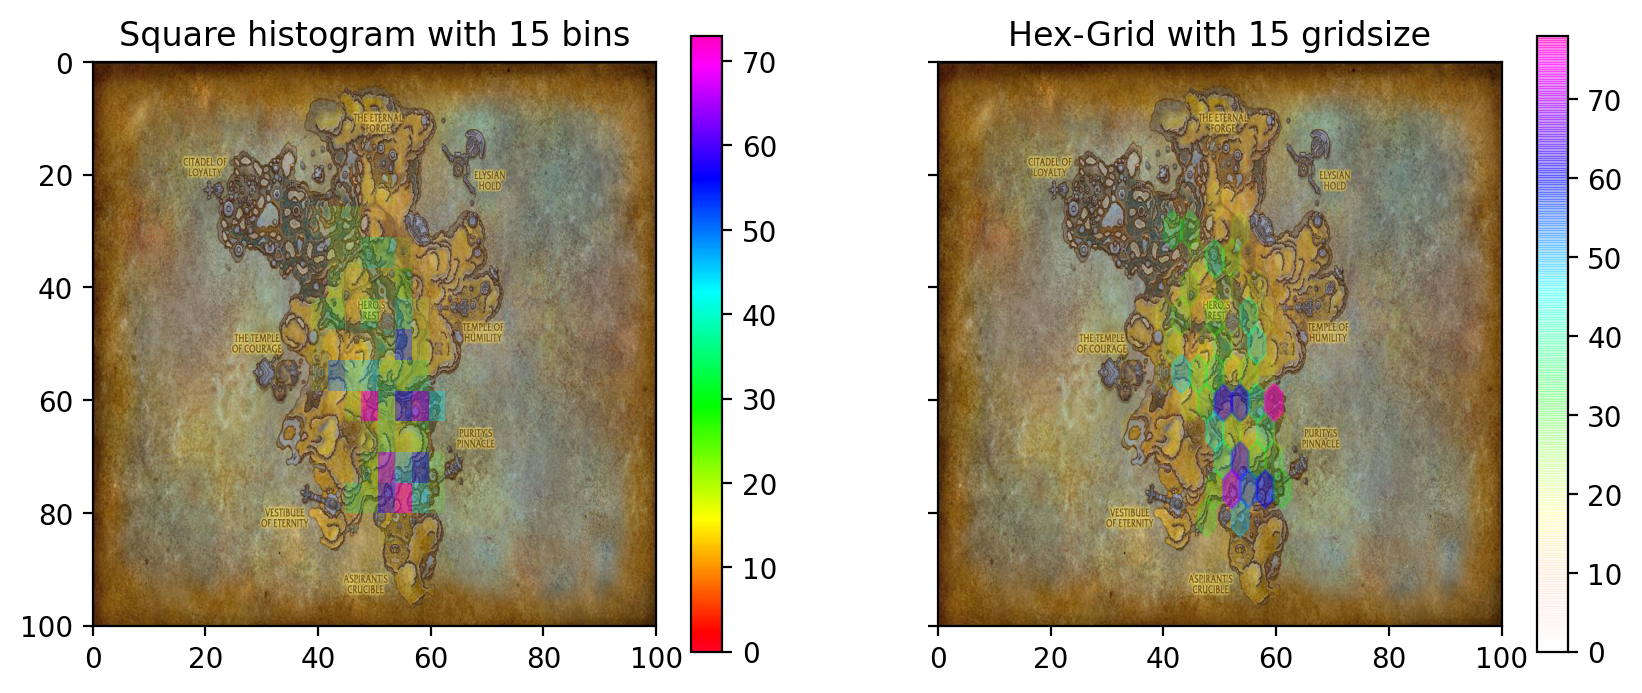 Square histogram with 15 bins
0
20
40
60
80
100
0
20
40
60
80
100
THE ETERNAL
FORGE
CITADEL OF
LOYALTY
ELYSIAN
HOLD
HERO'S
REST
THE TEMPLE
OF COURAGE
TEMPLE OF
HUMILITY
PURITY'S
PINNACLE
VESTIBULE
OF ETERNITY
ASPIRANT'S
CRUCIBLE
70
60
50
40
30
20
10
0
Hex-Grid with 15 gridsize
THE ETERNAL
FORGE
CITADEL OF
LOYALTY
ELYSIAN
HOLD
HERO'S
REST
THE TEMPLE
OF COURAGE
TEMPLE OF
HUMILITY
PURITY'S
PINNACLE
VESTIBULE
OF ETERNITY
ASPIRANT'S
CRUCIBLE
0
20
40
60
80
100
70
60
50
40
30
20
10
0